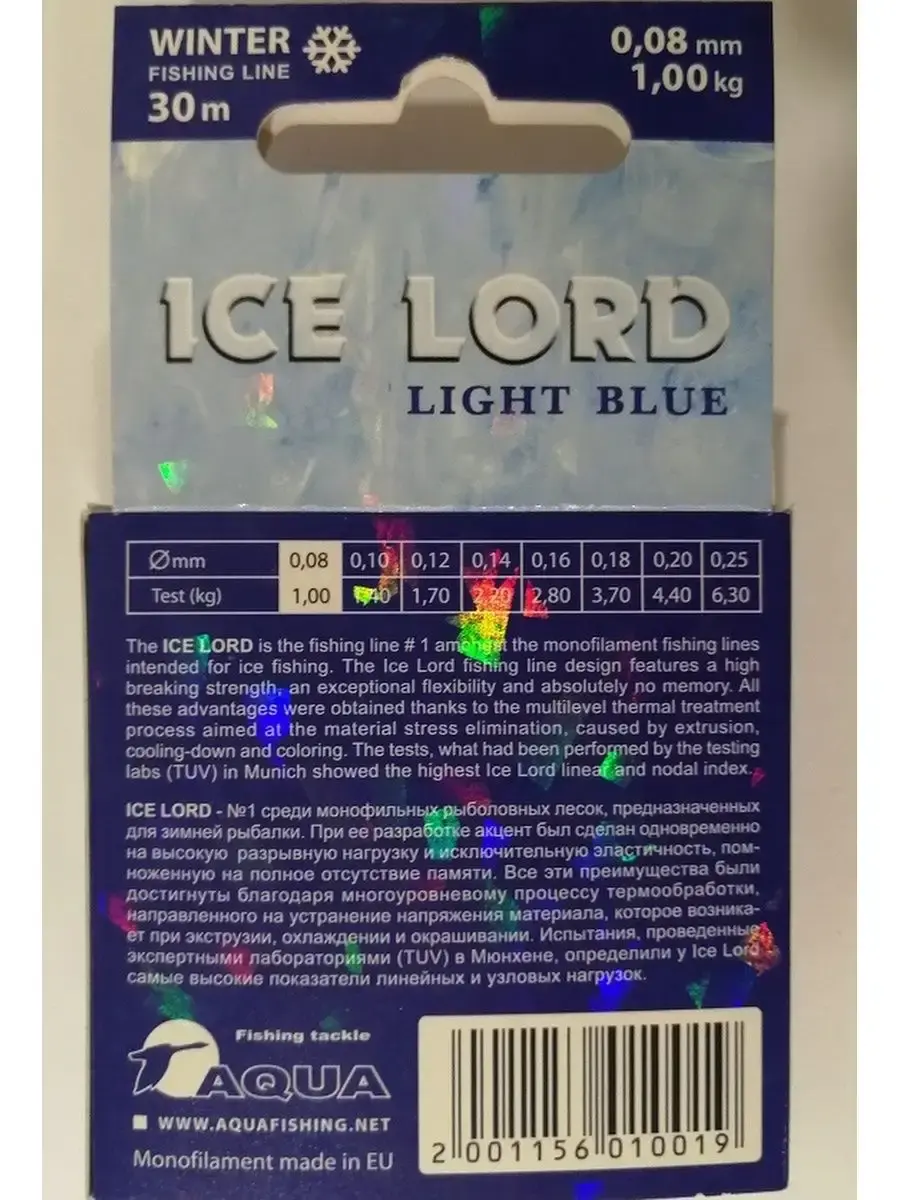 WINTER
FISHING LINE
30 m
0,08 mm
1,00 kg
ICE LORD
LIGHT BLUE
Ømm 0,08 0,10 0,12 0,14 0,16 0,18 0,20 0,25
Test (kg) 1,00 1,40 1,70 2,20 2,80 3,70 4,40 6,30
The ICE LORD is the fishing line # 1 amongst the monofilament fishing lines
intended for ice fishing. The Ice Lord fishing line design features a high
breaking strength, an exceptional flexibility and absolutely no memory. All
these advantages were obtained thanks to the multilevel thermal treatment
process aimed at the material stress elimination, caused by extrusion,
cooling-down and coloring. The tests, what had been performed by the testing
labs (TUV) in Munich showed the highest Ice Lord linear and nodal index.
ICE LORD - №1 среди монофильных рыболовных лесок, предназначенных
для зимней рыбалки. При ее разработке акцент был сделан одновременно
на высокую разрывную нагрузку и исключительную эластичность, пом-
ноженную на полное отсутствие памяти. Все эти преимущества были
достигнуты благодаря многоуровневому процессу термообработки,
направленного на устранение напряжения материала, которое возника-
ет при экструзии, охлаждении и окрашивании. Испытания, проведенные
экспертными лабораториями (TUV) в Мюнхене, определили у Ice Lord
самые высокие показатели линейных и узловых нагрузок.
Fishing tackle
AQUA
WWW.AQUAFISHING.NET
Monofilament made in EU
2 001156 010019